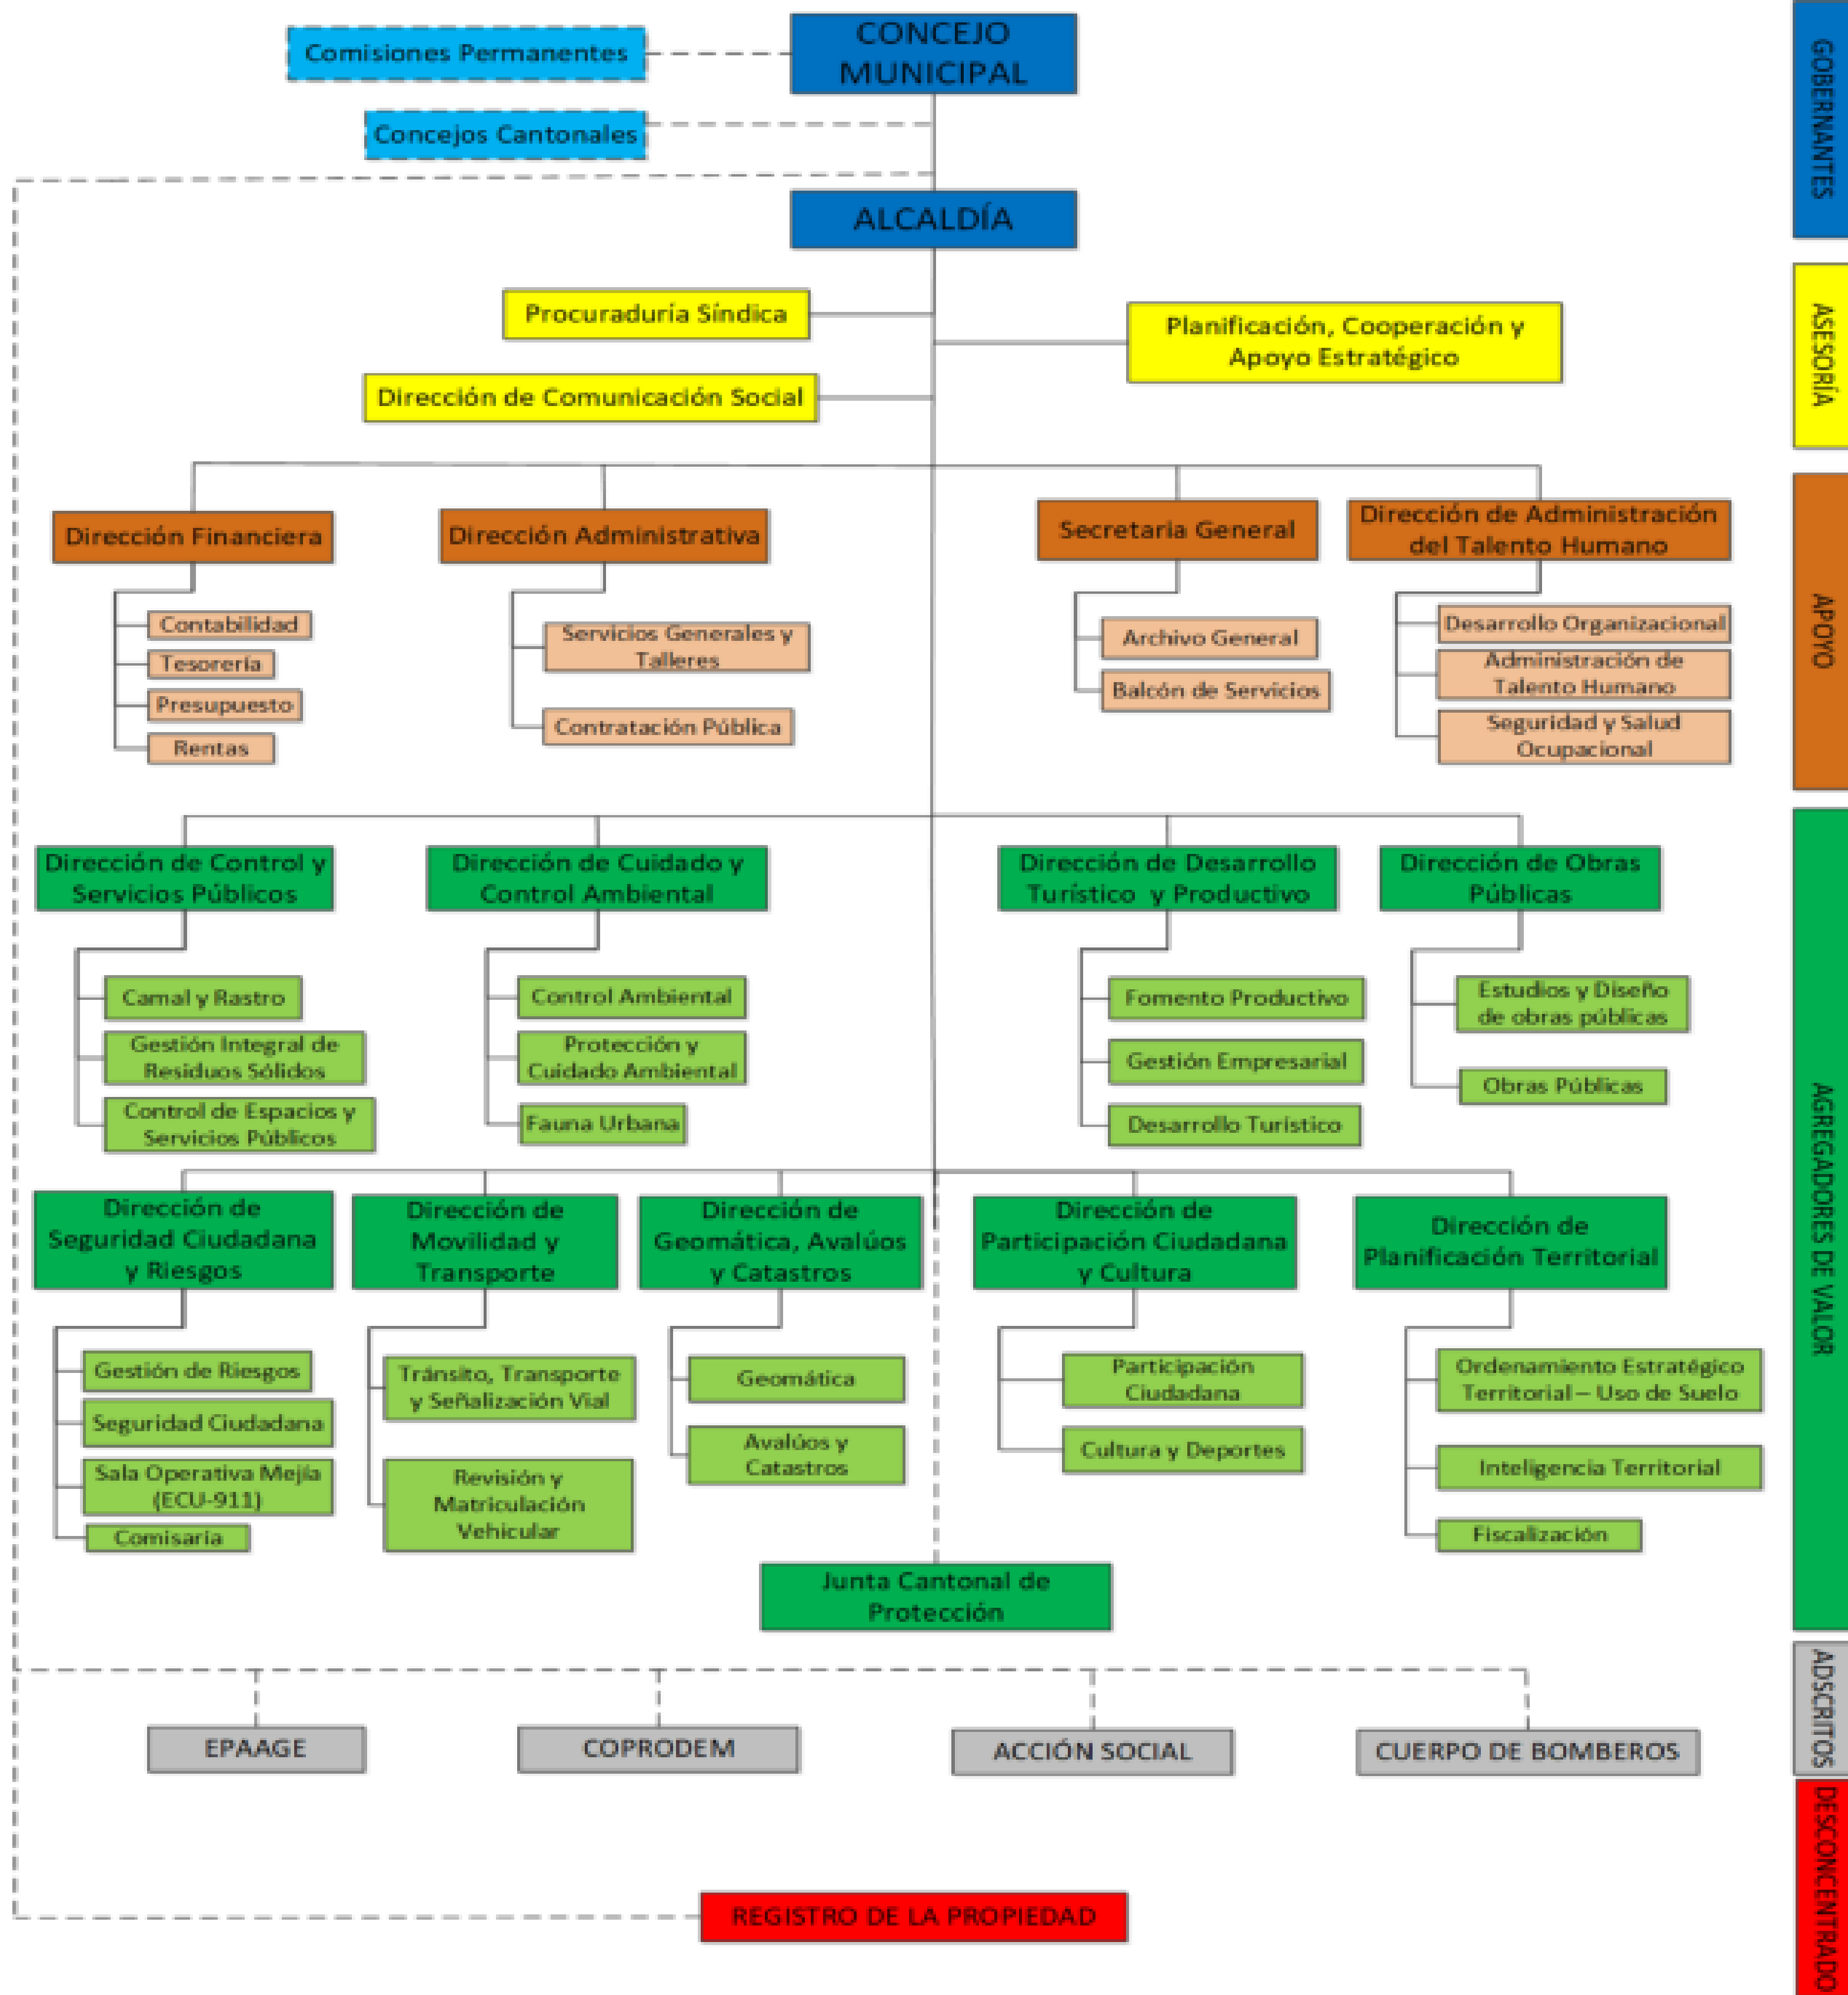 CONCEJO
MUNICIPAL
Comisiones Permanentes
Concejos Cantonales
ALCALDÍA
GOBERNANTES
Procuraduría Síndica
Planificación, Cooperación y
Apoyo Estratégico
Dirección de Comunicación Social
ASESORÍA
Dirección Financiera
Contabilidad
Tesorería
Presupuesto
Rentas
Dirección Administrativa
Servicios Generales y
Talleres
Contratación Pública
Secretaria General
Archivo General
Balcón de Servicios
Dirección de Administración
del Talento Humano
Desarrollo Organizacional
Administración de
Talento Humano
Seguridad y Salud
Ocupacional
APOYO
Dirección de Control y
Servicios Públicos
Camal y Rastro
Gestión Integral de
Residuos Sólidos
Control de Espacios y
Servicios Públicos
Dirección de Cuidado y
Control Ambiental
Control Ambiental
Protección y
Cuidado Ambiental
Fauna Urbana
Dirección de Desarrollo
Turístico y Productivo
Fomento Productivo
Gestión Empresarial
Desarrollo Turístico
Dirección de Obras
Públicas
Estudios y Diseño
de obras públicas
Obras Públicas
Dirección de
Seguridad Ciudadana
y Riesgos
Gestión de Riesgos
Seguridad Ciudadana
Sala Operativa Mejía
(ECU-911)
Comisaria
Dirección de
Movilidad y
Transporte
Tránsito, Transporte
y Señalización Vial
Revisión y
Matriculación
Vehicular
Dirección de
Geomática, Avalúos
y Catastros
Geomática
Avalúos y
Catastros
Dirección de
Participación Ciudadana
y Cultura
Participación
Ciudadana
Cultura y Deportes
Dirección de
Planificación Territorial
Ordenamiento Estratégico
Territorial – Uso de Suelo
Inteligencia Territorial
Fiscalización
Junta Cantonal de
Protección
AGREGADORES DE VALOR
EPAAGE
COPRODEM
ACCIÓN SOCIAL
CUERPO DE BOMBEROS
ADSCRITOS
REGISTRO DE LA PROPIEDAD
DESCONCENTRADO